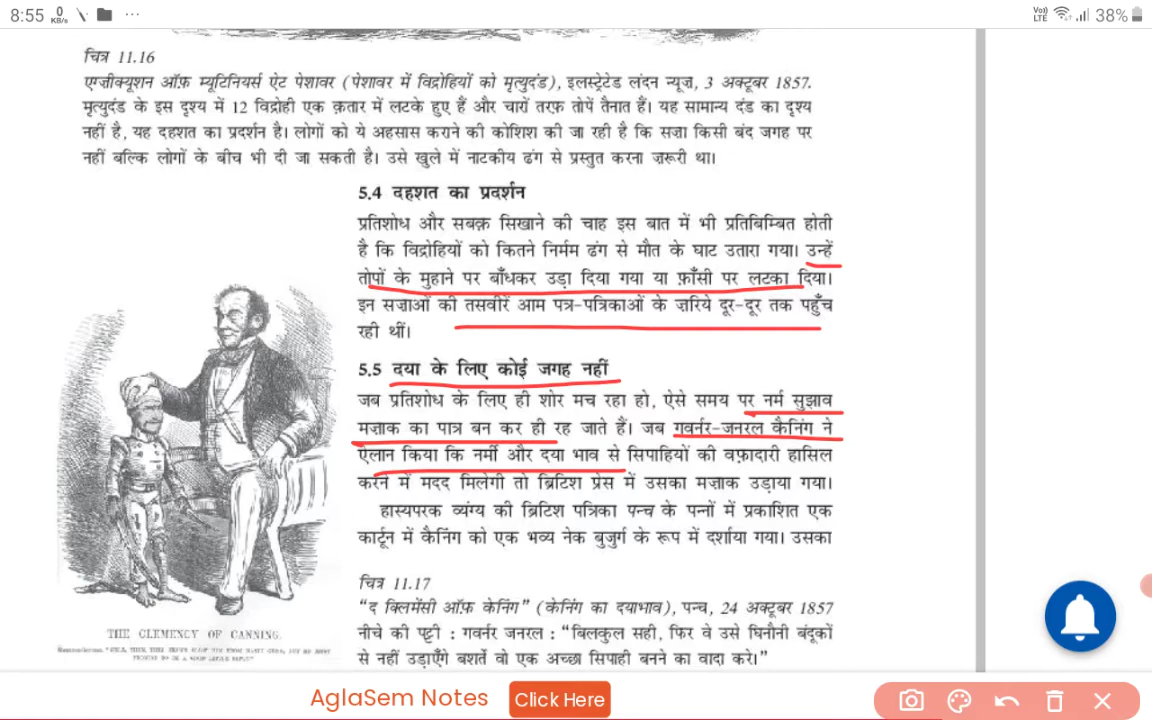 8:55 0 KB/s ... Vo)) LTE 38%
चित्र 11.16
एग्ज़ीक्यूशन ऑफ़ म्यूटिनियर्स ऐट पेशावर (पेशावर में विद्रोहियों को मृत्युदंड), इलस्ट्रेटेड लंदन न्यूज़, 3 अक्टूबर 1857.
मृत्युदंड के इस दृश्य में 12 विद्रोही एक क़तार में लटके हुए हैं और चारों तरफ़ तोपें तैनात हैं। यह सामान्य दंड का दृश्य
नहीं है, यह दहशत का प्रदर्शन है। लोगों को ये अहसास कराने की कोशिश की जा रही है कि सज़ा किसी बंद जगह पर
नहीं बल्कि लोगों के बीच भी दी जा सकती है। उसे खुले में नाटकीय ढंग से प्रस्तुत करना ज़रूरी था।
5.4 दहशत का प्रदर्शन
प्रतिशोध और सबक़ सिखाने की चाह इस बात में भी प्रतिबिम्बित होती
है कि विद्रोहियों को कितने निर्मम ढंग से मौत के घाट उतारा गया। उन्हें
तोपों के मुहाने पर बाँधकर उड़ा दिया गया या फ़ाँसी पर लटका दिया।
इन सज़ाओं की तसवीरें आम पत्र-पत्रिकाओं के ज़रिये दूर-दूर तक पहुँच
रही थीं।
5.5 दया के लिए कोई जगह नहीं
जब प्रतिशोध के लिए ही शोर मच रहा हो, ऐसे समय पर नर्म सुझाव
मज़ाक का पात्र बन कर ही रह जाते हैं। जब गवर्नर-जनरल कैनिंग ने
ऐलान किया कि नर्मी और दया भाव से सिपाहियों की वफ़ादारी हासिल
करने में मदद मिलेगी तो ब्रिटिश प्रेस में उसका मज़ाक उड़ाया गया।
हास्यपरक व्यंग्य की ब्रिटिश पत्रिका पन्च के पन्नों में प्रकाशित एक
कार्टून में कैनिंग को एक भव्य नेक बुज़ुर्ग के रूप में दर्शाया गया। उसका
चित्र 11.17
“द क्लिमेंसी ऑफ़ केनिंग” (केनिंग का दयाभाव), पन्च, 24 अक्टूबर 1857
नीचे की पट्टी : गवर्नर जनरल : “बिलकुल सही, फिर वे उसे घिनौनी बंदूकों
से नहीं उड़ाएँगे बशर्ते वो एक अच्छा सिपाही बनने का वादा करे।”
THE CLEMENCY OF CANNING.
AglaSem Notes Click Here